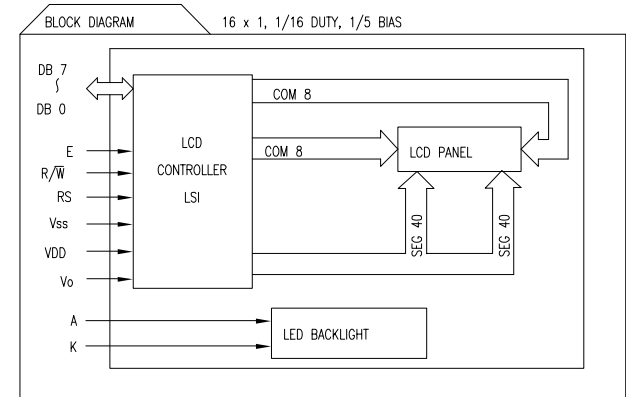 BLOCK DIAGRAM
16 x 1, 1/16 DUTY, 1/5 BIAS
DB 7
∫
DB 0
E
R/W̅
RS
Vss
VDD
Vo
A
K
LCD
CONTROLLER
LSI
COM 8
COM 8
LCD PANEL
SEG 40
SEG 40
LED BACKLIGHT